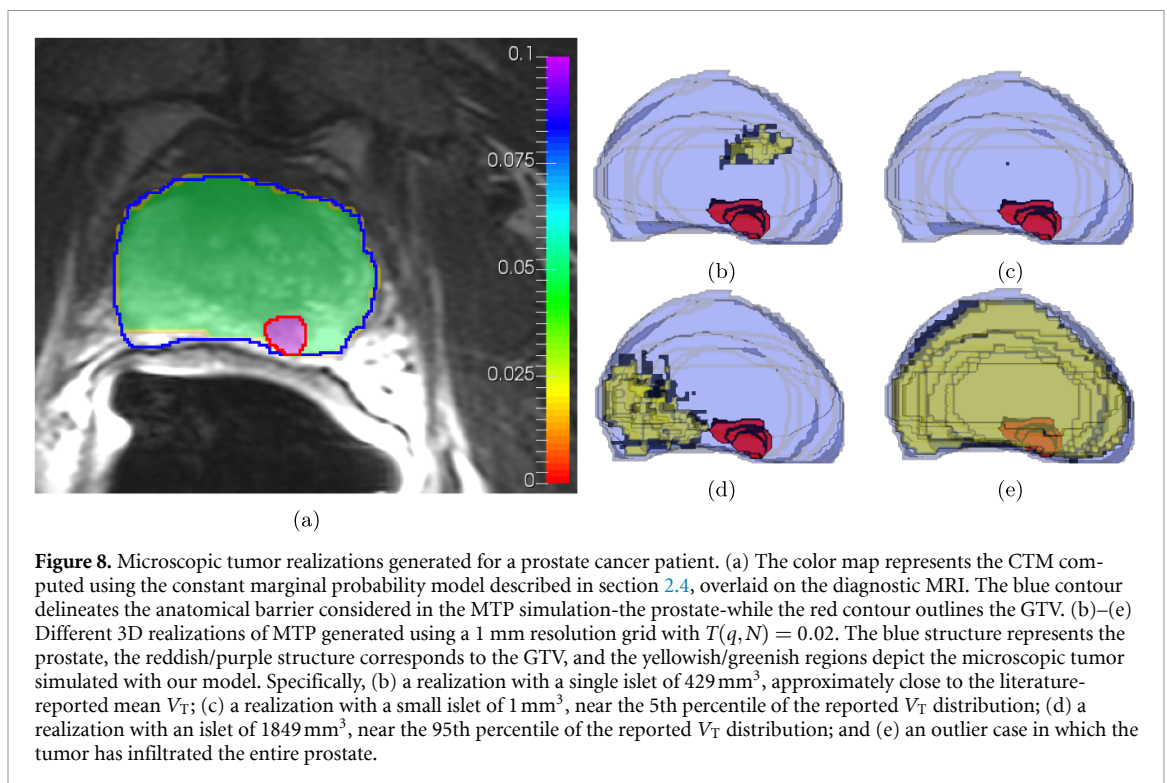 0.1
0.075
0.05
0.025
0
(a)
(b)
(c)
(d)
(e)
Figure 8. Microscopic tumor realizations generated for a prostate cancer patient. (a) The color map represents the CTM com-
puted using the constant marginal probability model described in section 2.4, overlaid on the diagnostic MRI. The blue contour
delineates the anatomical barrier considered in the MTP simulation-the prostate-while the red contour outlines the GTV. (b)–(e)
Different 3D realizations of MTP generated using a 1 mm resolution grid with T(q, N) = 0.02. The blue structure represents the
prostate, the reddish/purple structure corresponds to the GTV, and the yellowish/greenish regions depict the microscopic tumor
simulated with our model. Specifically, (b) a realization with a single islet of 429 mm³, approximately close to the literature-
reported mean V_T; (c) a realization with a small islet of 1 mm³, near the 5th percentile of the reported V_T distribution; (d) a
realization with an islet of 1849 mm³, near the 95th percentile of the reported V_T distribution; and (e) an outlier case in which the
tumor has infiltrated the entire prostate.